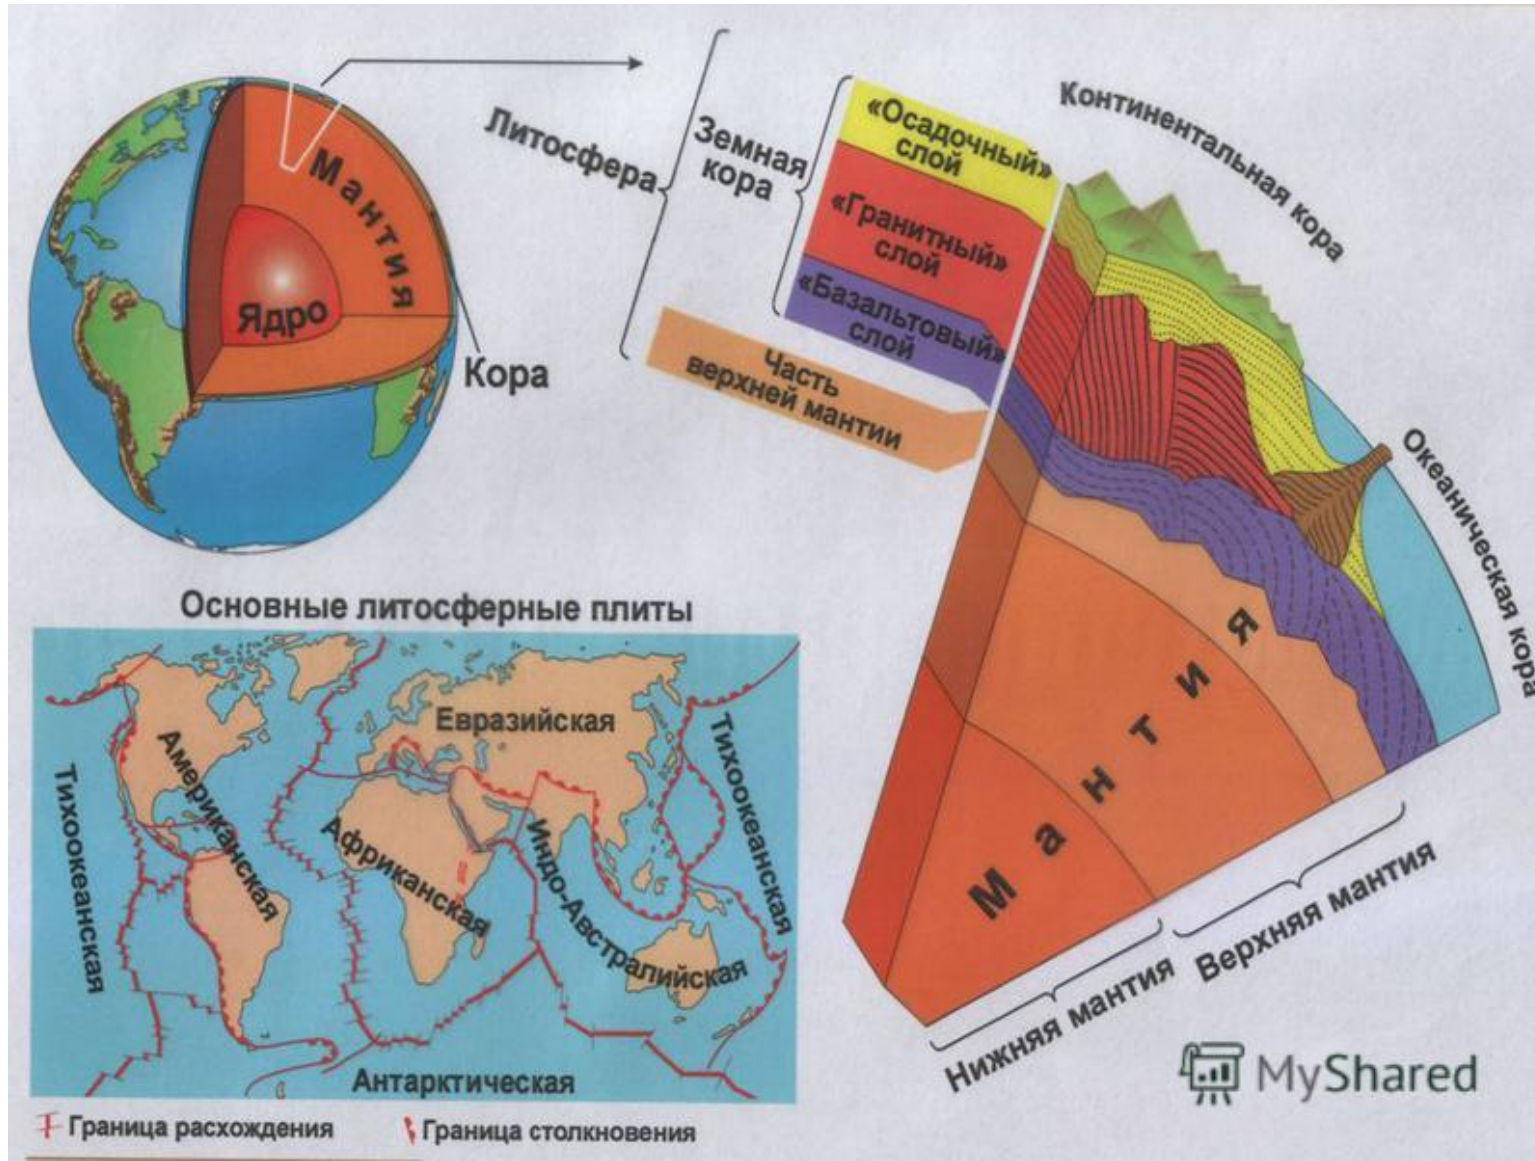 Литосфера
Земная
кора
«Осадочный»
слой
«Гранитный»
слой
«Базальтовый»
слой
Часть
верхней мантии
Континентальная кора
Океаническая кора
Мантия
Ядро
Кора
Мантия
Нижняя мантия
Верхняя мантия
Основные литосферные плиты
Евразийская
Американская
Тихоокеанская
Африканская
Индо-Австралийская
Тихоокеанская
Антарктическая
Граница расхождения
Граница столкновения
MyShared